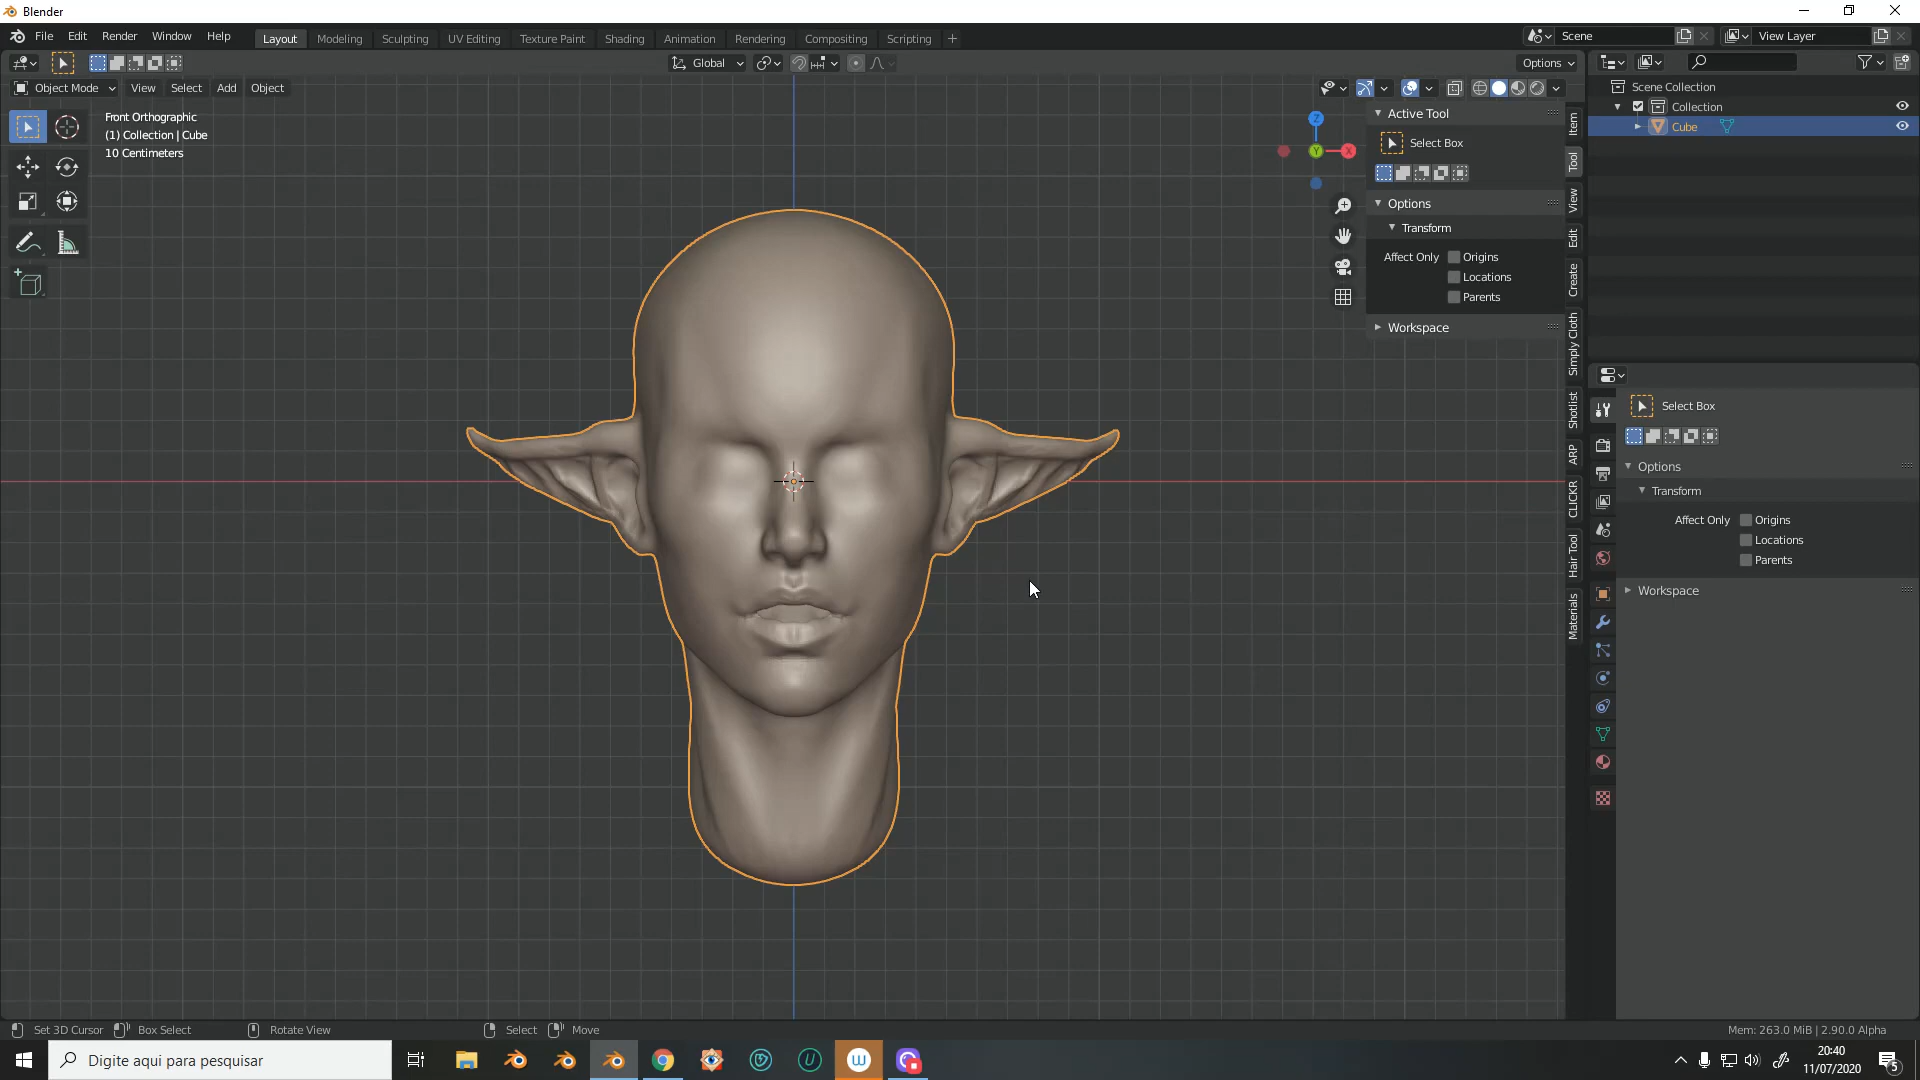 Blender
File Edit Render Window Help
Layout Modeling Sculpting UV Editing Texture Paint Shading Animation Rendering Compositing Scripting +
Scene
View Layer
Global
Options
Object Mode View Select Add Object
Front Orthographic
(1) Collection | Cube
10 Centimeters
Z
Y
X
Active Tool
Select Box
Options
Transform
Affect Only Origins
Locations
Parents
Workspace
Item
Tool
View
Edit
Create
Simply Cloth
Shotlist
ARP
CLICKR
Hair Tool
Materials
Scene Collection
Collection
Cube
Select Box
Options
Transform
Affect Only Origins
Locations
Parents
Workspace
Set 3D Cursor Box Select Rotate View Select Move
Mem: 263.0 MiB | 2.90.0 Alpha
Digite aqui para pesquisar
20:40
11/07/2020
5